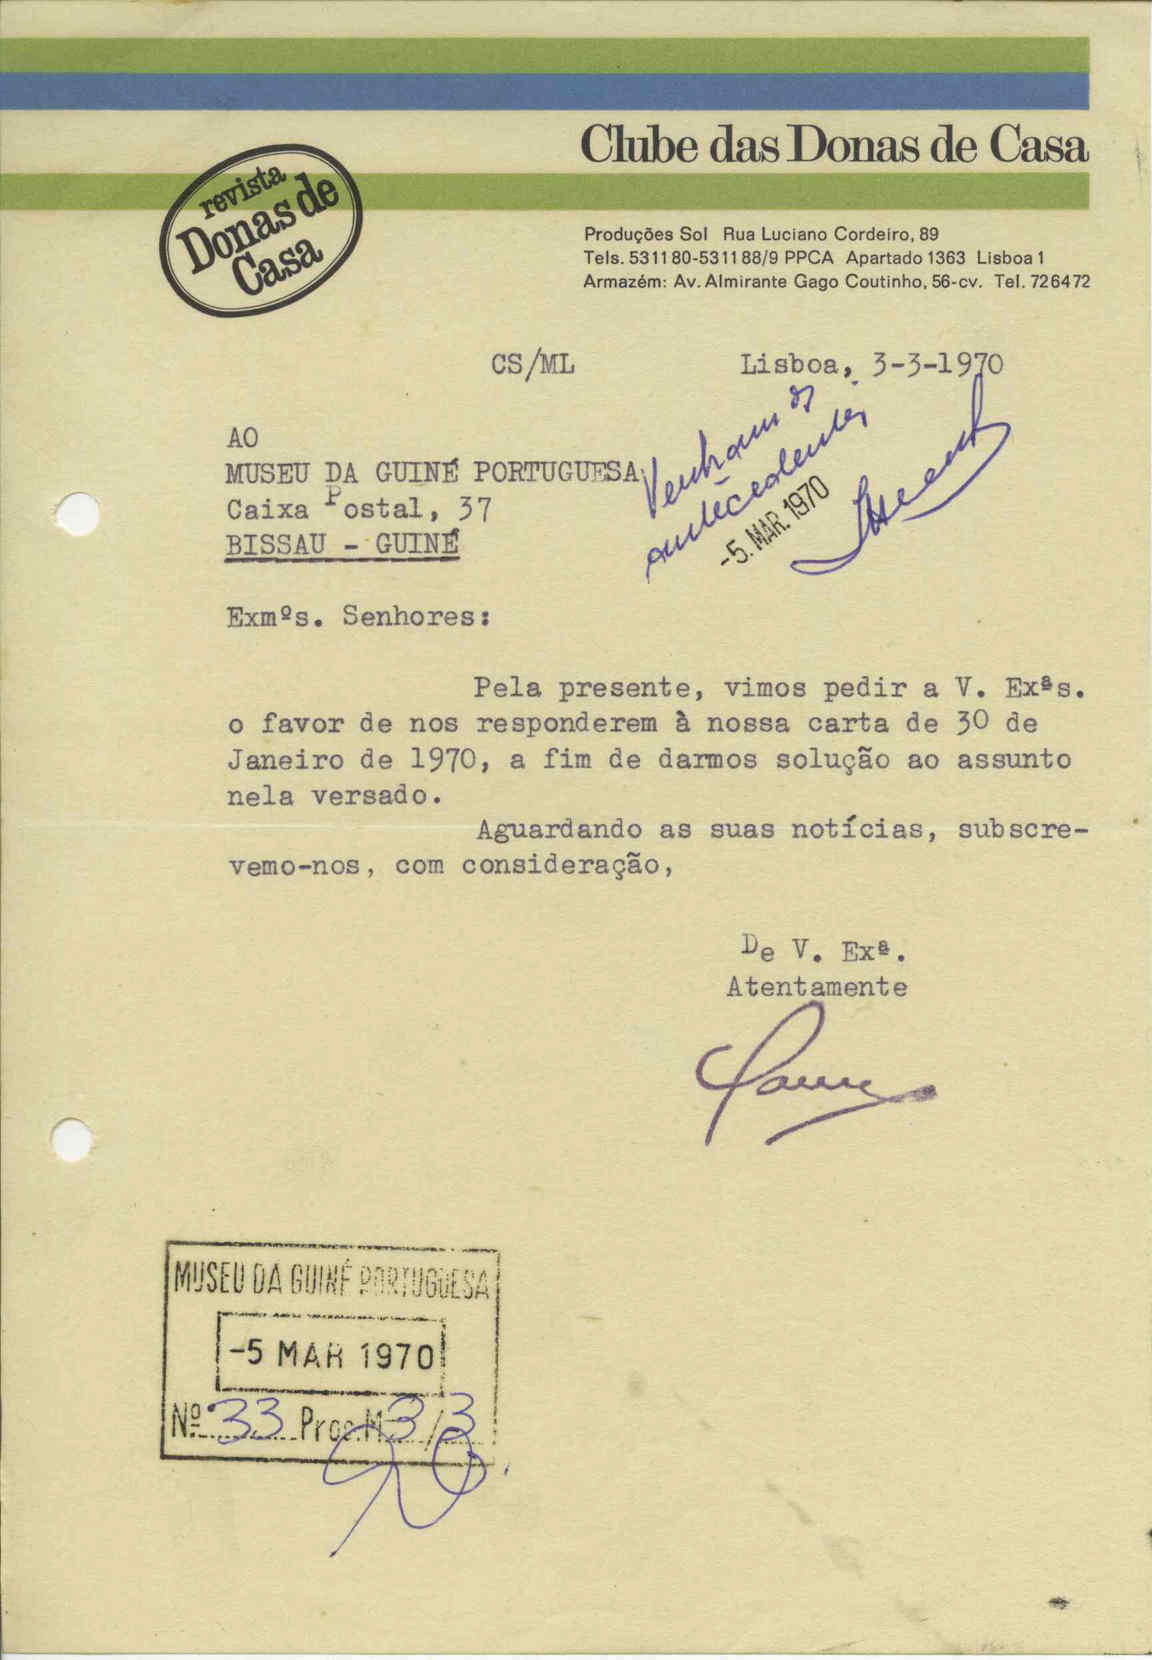 Clube das Donas de Casa
revista
Donas de
Casa
Produções Sol Rua Luciano Cordeiro, 89
Tels. 531180-531188/9 PPCA Apartado 1363 Lisboa 1
Armazém: Av. Almirante Gago Coutinho, 56-cv. Tel. 726472
CS/ML Lisboa, 3-3-1970
Venham os
antecedentes
-5. MAR. 1970
AO
MUSEU DA GUINÉ PORTUGUESA
Caixa Postal, 37
BISSAU - GUINÉ
Exmºs. Senhores:
Pela presente, vimos pedir a V. Exªs.
o favor de nos responderem à nossa carta de 30 de
Janeiro de 1970, a fim de darmos solução ao assunto
nela versado.
Aguardando as suas notícias, subscre-
vemo-nos, com consideração,
De V. Exª.
Atentamente
MUSEU DA GUINÉ PORTUGUESA
-5 MAR 1970
Nº 33 Proc. M 3/3